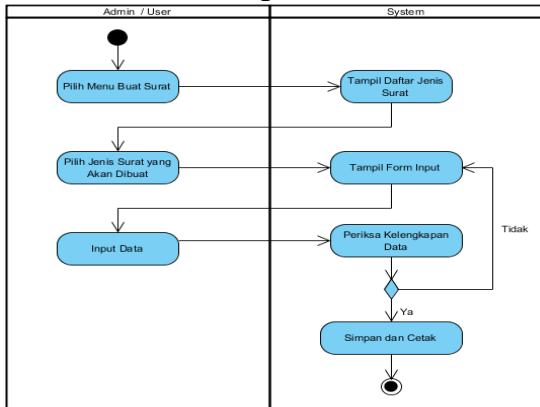 Admin / User
System
Pilih Menu Buat Surat
Tampil Daftar Jenis
Surat
Pilih Jenis Surat yang
Akan Dibuat
Tampil Form Input
Input Data
Periksa Kelengkapan
Data
Tidak
Ya
Simpan dan Cetak